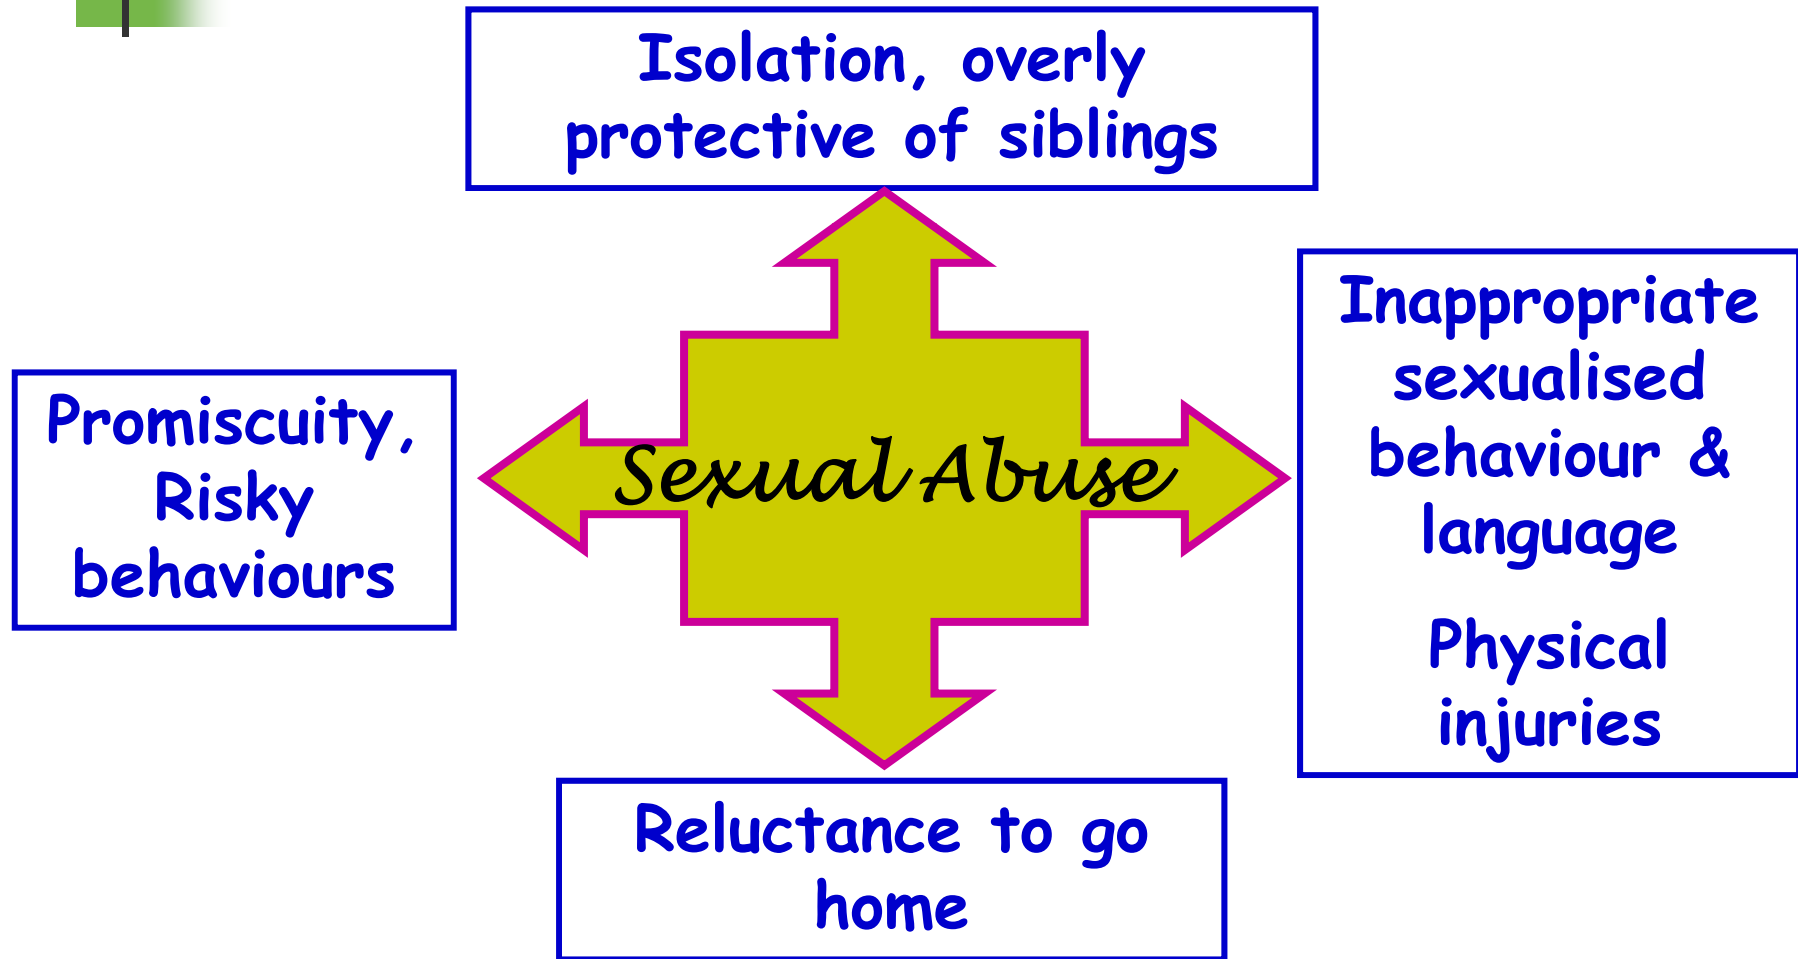 Isolation, overly
protective of siblings
Promiscuity,
Risky
behaviours
Sexual Abuse
Inappropriate
sexualised
behaviour &
language
Physical
injuries
Reluctance to go
home